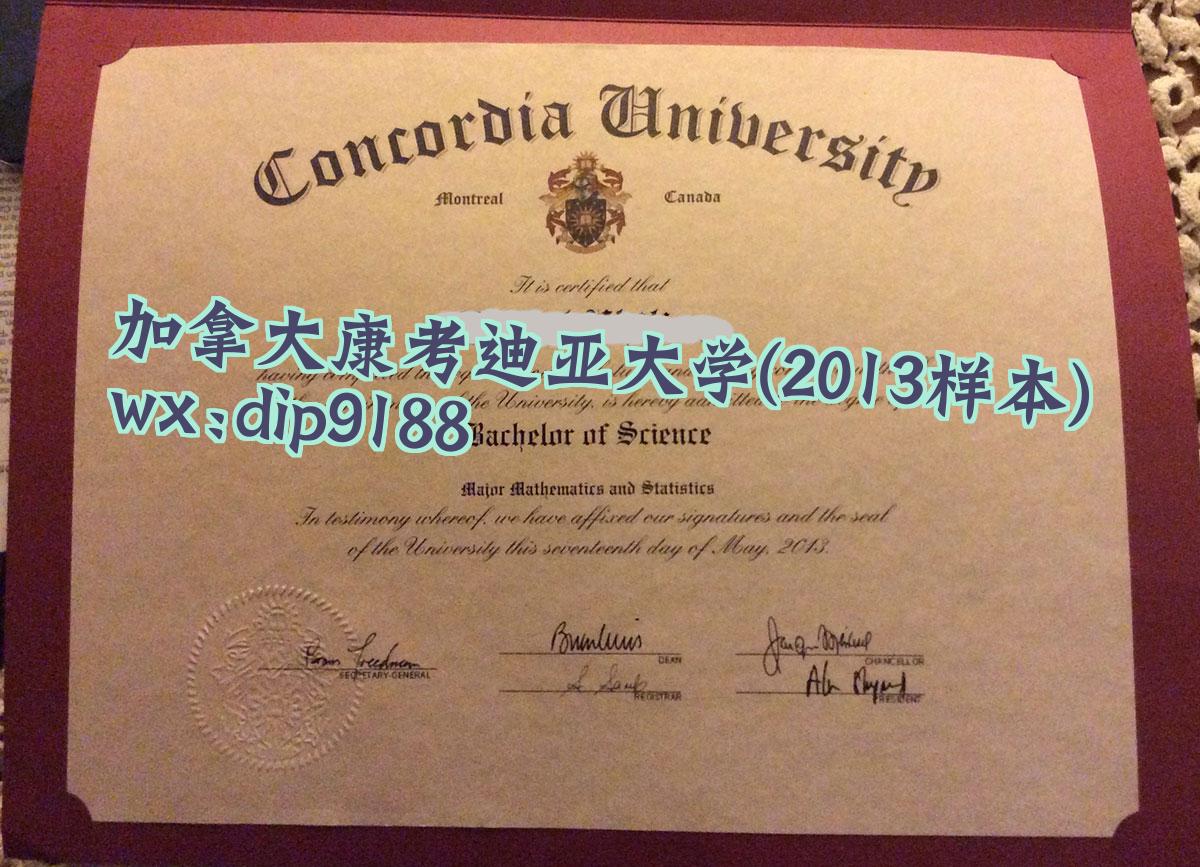 Concordia University
Montreal Canada
It is certified that
加拿大康考迪亚大学(2013样本)
having
wx:dip9188
the University, is hereby
Bachelor of Science
Major Mathematics and Statistics
In testimony whereof, we have affixed our signatures and the seal
of the University this seventeenth day of May, 2013.
SECRETARY-GENERAL
DEAN
CHANCELLOR
REGISTRAR